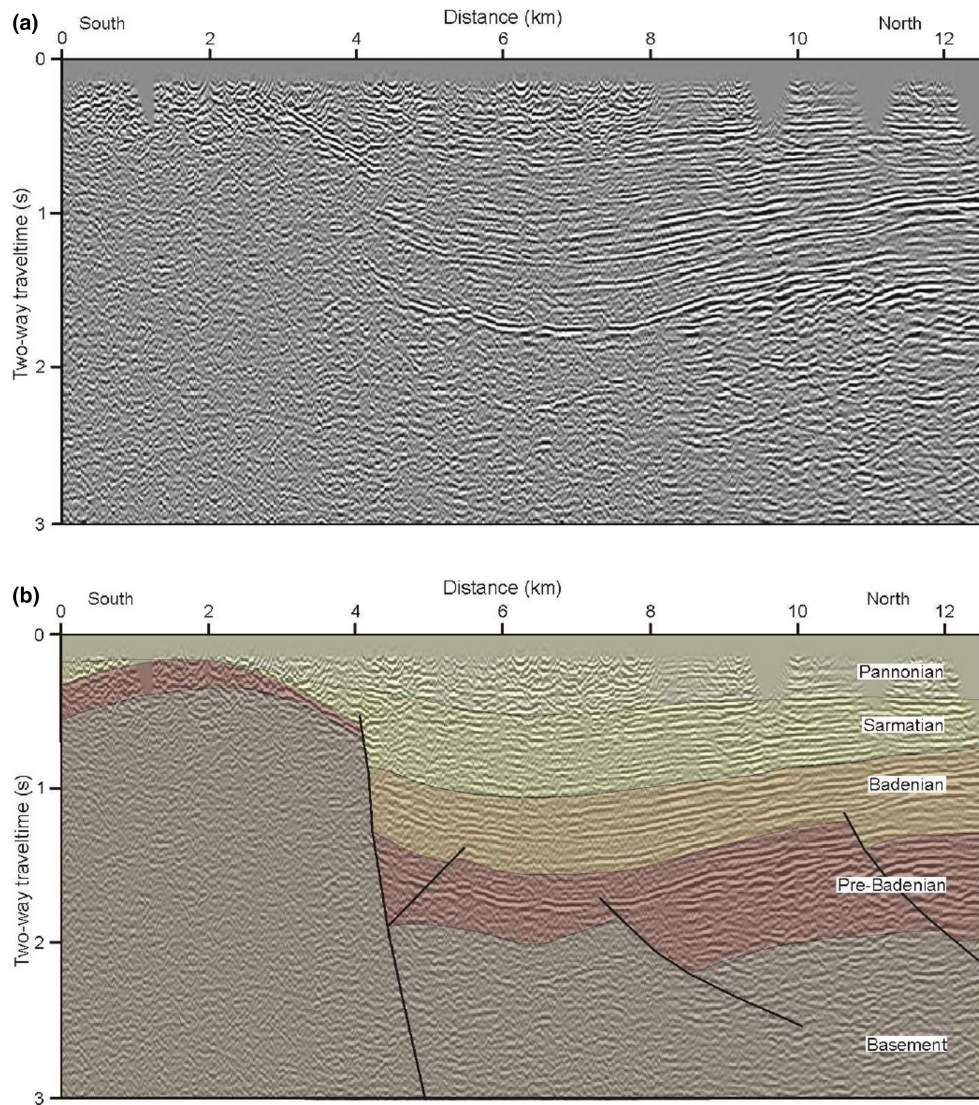 (a)
Distance (km)
South
North
0 2 4 6 8 10 12
0
1
2
3
Two-way traveltime (s)
(b)
Distance (km)
South
North
0 2 4 6 8 10 12
0
1
2
3
Two-way traveltime (s)
Pannonian
Sarmatian
Badenian
Pre-Badenian
Basement